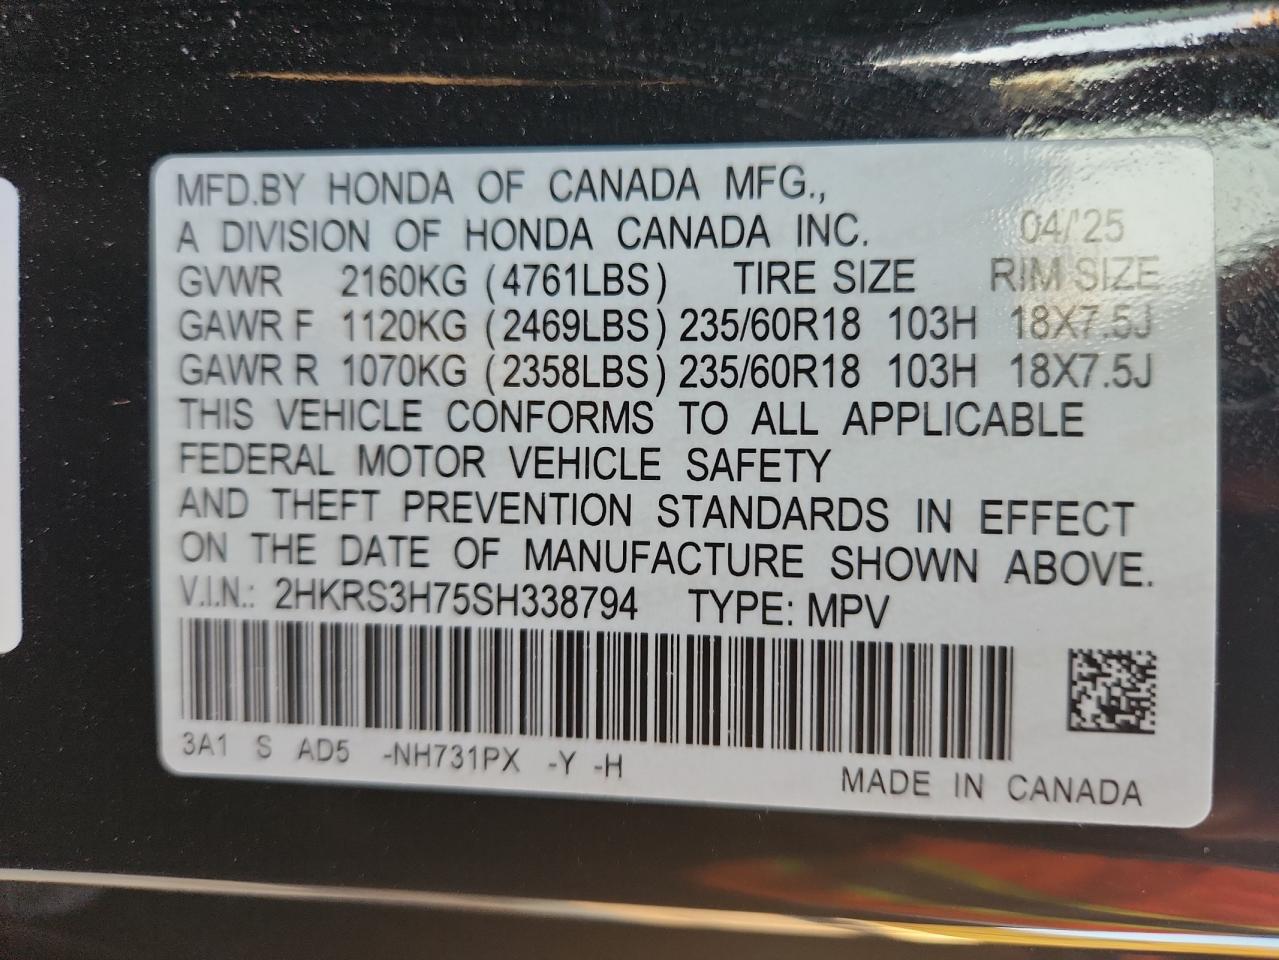 MFD.BY HONDA OF CANADA MFG.,
A DIVISION OF HONDA CANADA INC. 04/'25
GVWR 2160KG (4761LBS) TIRE SIZE RIM SIZE
GAWR F 1120KG (2469LBS) 235/60R18 103H 18X7.5J
GAWR R 1070KG (2358LBS) 235/60R18 103H 18X7.5J
THIS VEHICLE CONFORMS TO ALL APPLICABLE
FEDERAL MOTOR VEHICLE SAFETY
AND THEFT PREVENTION STANDARDS IN EFFECT
ON THE DATE OF MANUFACTURE SHOWN ABOVE.
V.I.N.: 2HKRS3H75SH338794 TYPE: MPV
3A1 S AD5 -NH731PX -Y -H
MADE IN CANADA